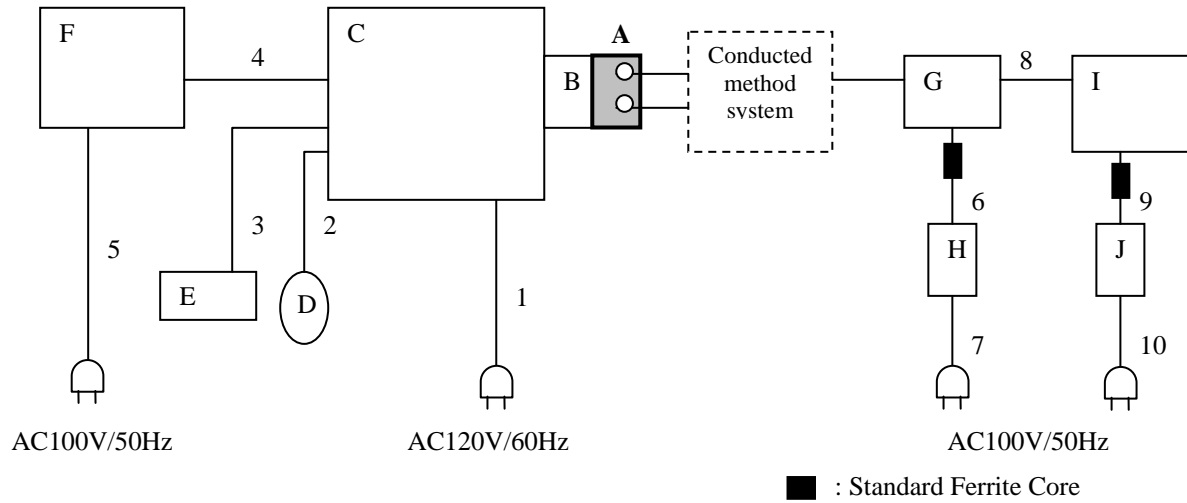 F
C
A
B
Conducted
method
svstem
G
8
I
4
5
3
2
1
E
D
6
H
7
9
J
10
AC100V/50Hz
AC120V/60Hz
AC100V/50Hz
: Standard Ferrite Core